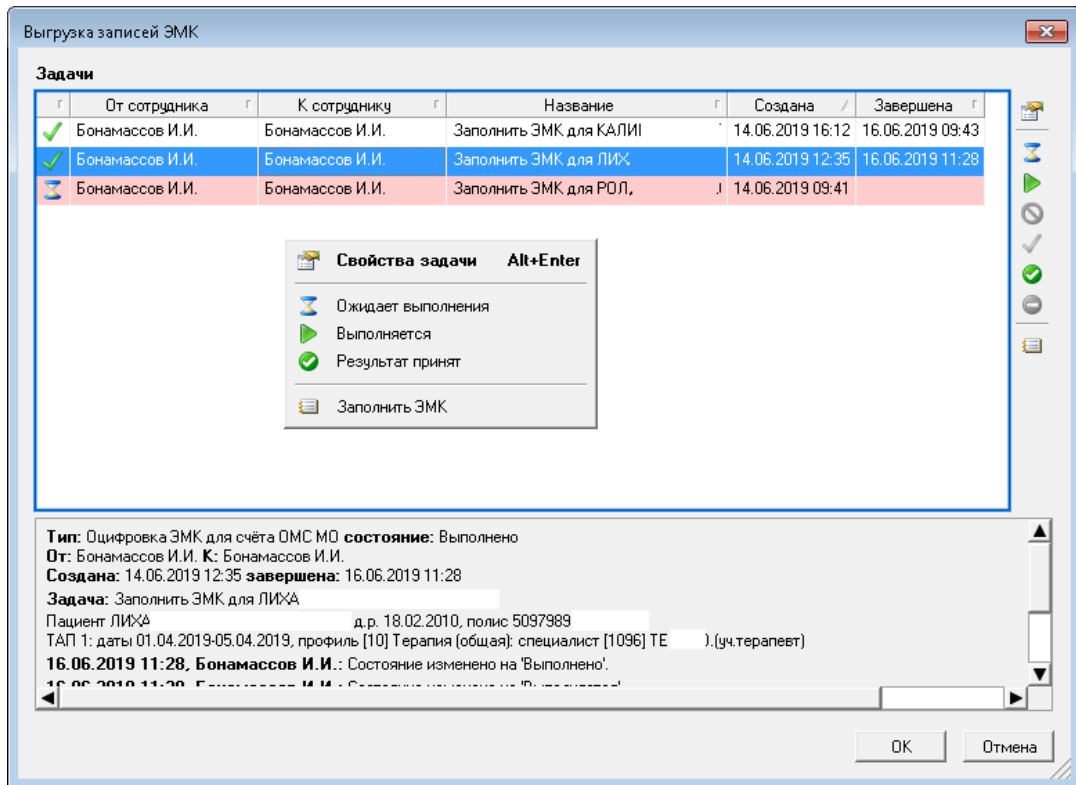 Выгрузка записей ЭМК
Задачи
От сотрудника К сотруднику Название Создана Завершена
Бонамассов И.И. Бонамассов И.И. Заполнить ЭМК для КАЛИ 14.06.2019 16:12 16.06.2019 09:43
Бонамассов И.И. Бонамассов И.И. Заполнить ЭМК для ЛИХ 14.06.2019 12:35 16.06.2019 11:28
Бонамассов И.И. Бонамассов И.И. Заполнить ЭМК для РОЛ, 14.06.2019 09:41
Свойства задачи Alt+Enter
Ожидает выполнения
Выполняется
Результат принят
Заполнить ЭМК
Тип: Оцифровка ЭМК для счёта ОМС МО состояние: Выполнено
От: Бонамассов И.И. К: Бонамассов И.И.
Создана: 14.06.2019 12:35 завершена: 16.06.2019 11:28
Задача: Заполнить ЭМК для ЛИХА
Пациент ЛИХА д.р. 18.02.2010, полис 5097989
ТАП 1: даты 01.04.2019-05.04.2019, профиль [10] Терапия (общая): специалист [1096] ТЕ ).(уч.терапевт)
16.06.2019 11:28, Бонамассов И.И.: Состояние изменено на 'Выполнено'.
OK Отмена